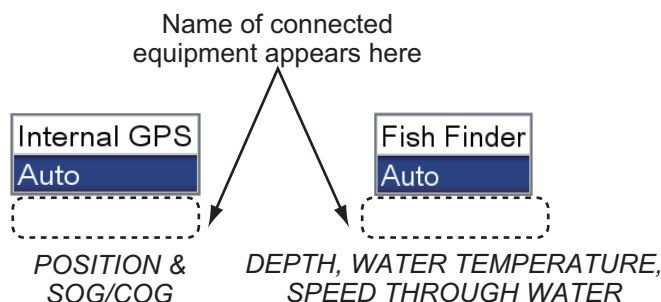 Name of connected
equipment appears here
Internal GPS
Auto
Fish Finder
Auto
POSITION &
SOG/COG
DEPTH, WATER TEMPERATURE,
SPEED THROUGH WATER